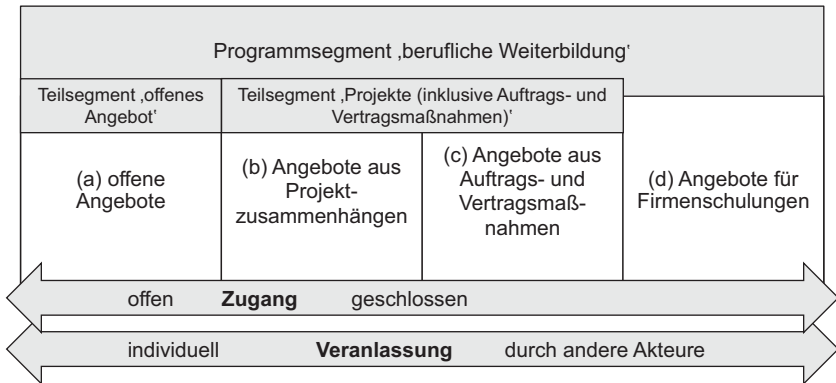 Programmsegment ‚berufliche Weiterbildung‘
Teilsegment ‚offenes
Angebot‘
Teilsegment ‚Projekte (inklusive Auftrags- und
Vertragsmaßnahmen)‘
(a) offene
Angebote
(b) Angebote aus
Projekt-
zusammenhängen
(c) Angebote aus
Auftrags- und
Vertragsmaß-
nahmen
(d) Angebote für
Firmenschulungen
offen Zugang geschlossen
individuell Veranlassung durch andere Akteure